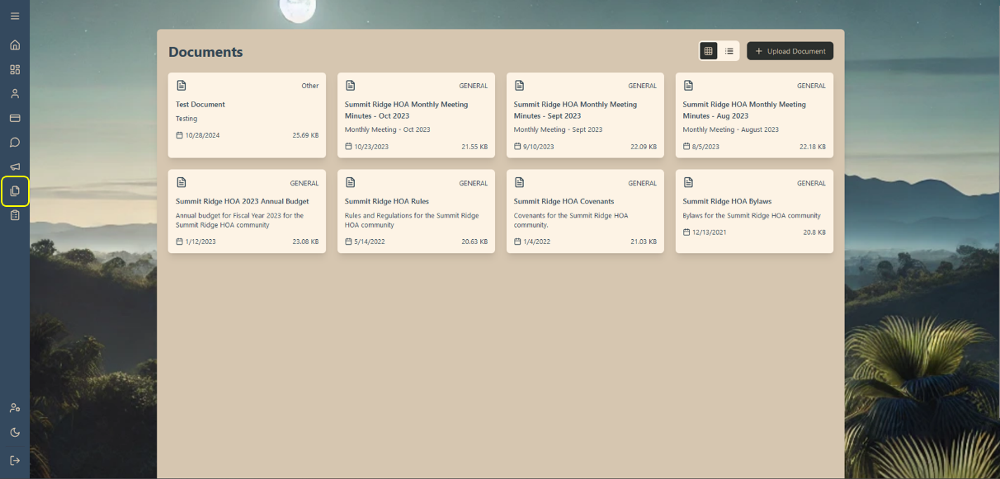 Documents
Upload Document
Other
Test Document
Testing
10/28/2024 25.69 KB
GENERAL
Summit Ridge HOA Monthly Meeting
Minutes - Oct 2023
Monthly Meeting - Oct 2023
10/23/2023 21.55 KB
GENERAL
Summit Ridge HOA Monthly Meeting
Minutes - Sept 2023
Monthly Meeting - Sept 2023
9/10/2023 22.09 KB
GENERAL
Summit Ridge HOA Monthly Meeting
Minutes - Aug 2023
Monthly Meeting - August 2023
8/5/2023 22.18 KB
GENERAL
Summit Ridge HOA 2023 Annual Budget
Annual budget for Fiscal Year 2023 for the
Summit Ridge HOA community
1/12/2023 23.08 KB
GENERAL
Summit Ridge HOA Rules
Rules and Regulations for the Summit Ridge
HOA community
5/14/2022 20.63 KB
GENERAL
Summit Ridge HOA Covenants
Covenants for the Summit Ridge HOA
community.
1/4/2022 21.03 KB
GENERAL
Summit Ridge HOA Bylaws
Bylaws for the Summit Ridge HOA community
12/13/2021 20.8 KB